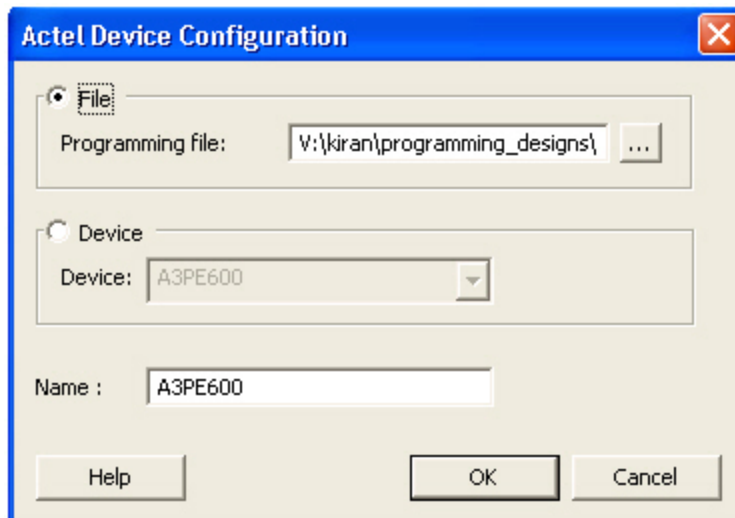 Actel Device Configuration
File
Programming file: V:\kiran\programming_designs\ ...
Device
Device: A3PE600
Name : A3PE600
Help OK Cancel